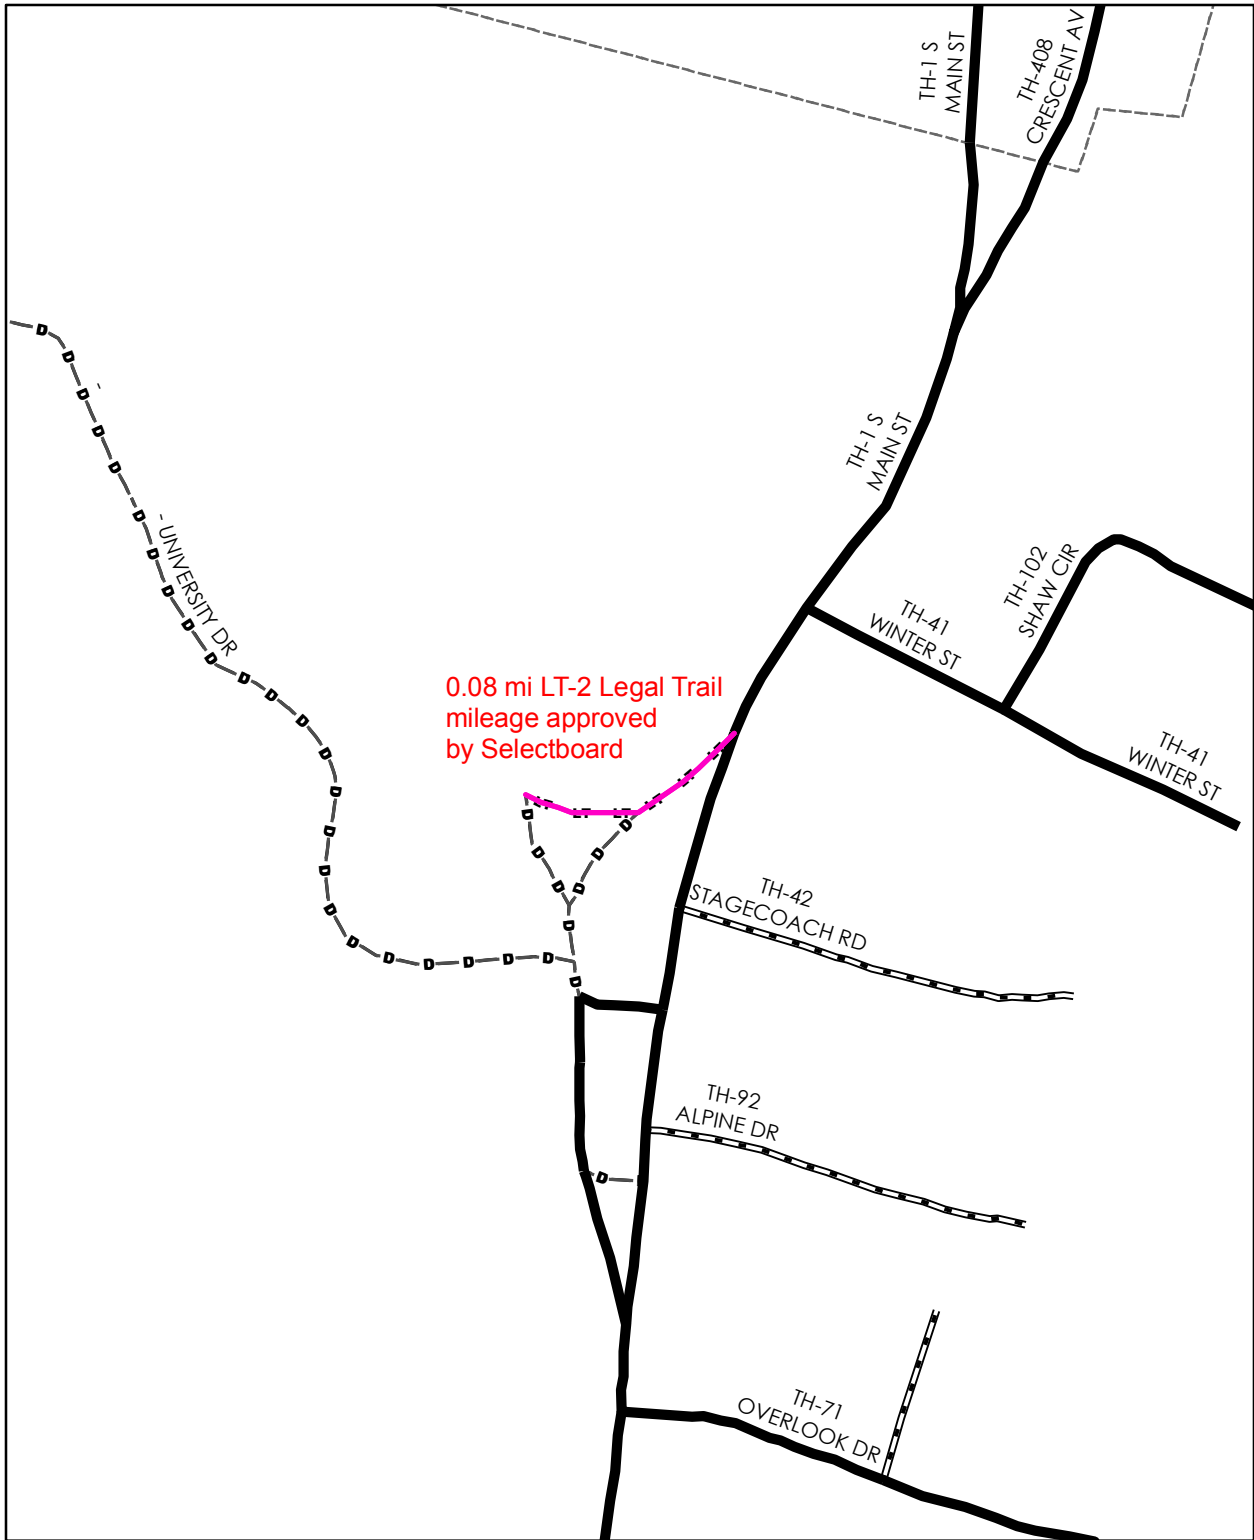 TH-1 S
MAIN ST
TH-408
CRESCENT AV
TH-1 S
MAIN ST
- UNIVERSITY DR
TH-102
SHAW CIR
TH-41
WINTER ST
0.08 mi LT-2 Legal Trail
mileage approved
by Selectboard
TH-41
WINTER ST
LT LT
TH-42
STAGECOACH RD
TH-92
ALPINE DR
TH-71
OVERLOOK DR